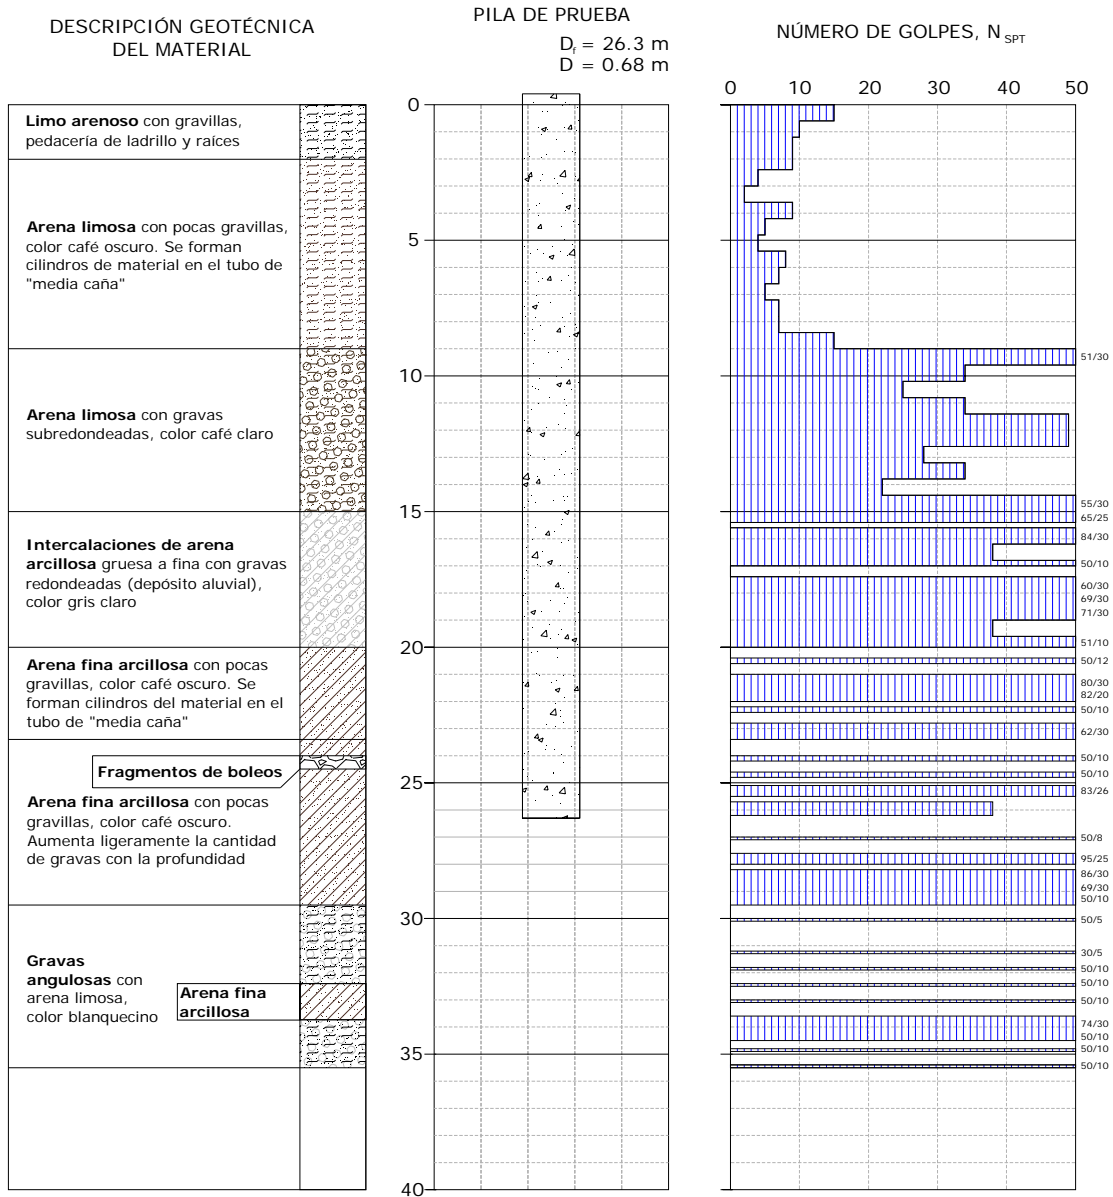 DESCRIPCIÓN GEOTÉCNICA
DEL MATERIAL
PILA DE PRUEBA
D_f = 26.3 m
D = 0.68 m
NÚMERO DE GOLPES, N_SPT
0 10 20 30 40 50
Limo arenoso con gravillas,
pedacería de ladrillo y raíces
Arena limosa con pocas gravillas,
color café oscuro. Se forman
cilindros de material en el tubo de
"media caña"
Arena limosa con gravas
subredondeadas, color café claro
Intercalaciones de arena
arcillosa gruesa a fina con gravas
redondeadas (depósito aluvial),
color gris claro
Arena fina arcillosa con pocas
gravillas, color café oscuro. Se
forman cilindros del material en el
tubo de "media caña"
Fragmentos de boleos
Arena fina arcillosa con pocas
gravillas, color café oscuro.
Aumenta ligeramente la cantidad
de gravas con la profundidad
Gravas
angulosas con
arena limosa,
color blanquecino
Arena fina
arcillosa
0
5
10
15
20
25
30
35
40
51/30
55/30
65/25
84/30
50/10
60/30
69/30
71/30
51/10
50/12
80/30
82/20
50/10
62/30
50/10
50/10
83/26
50/8
95/25
86/30
69/30
50/10
50/5
30/5
50/10
50/10
50/10
74/30
50/10
50/10
50/10